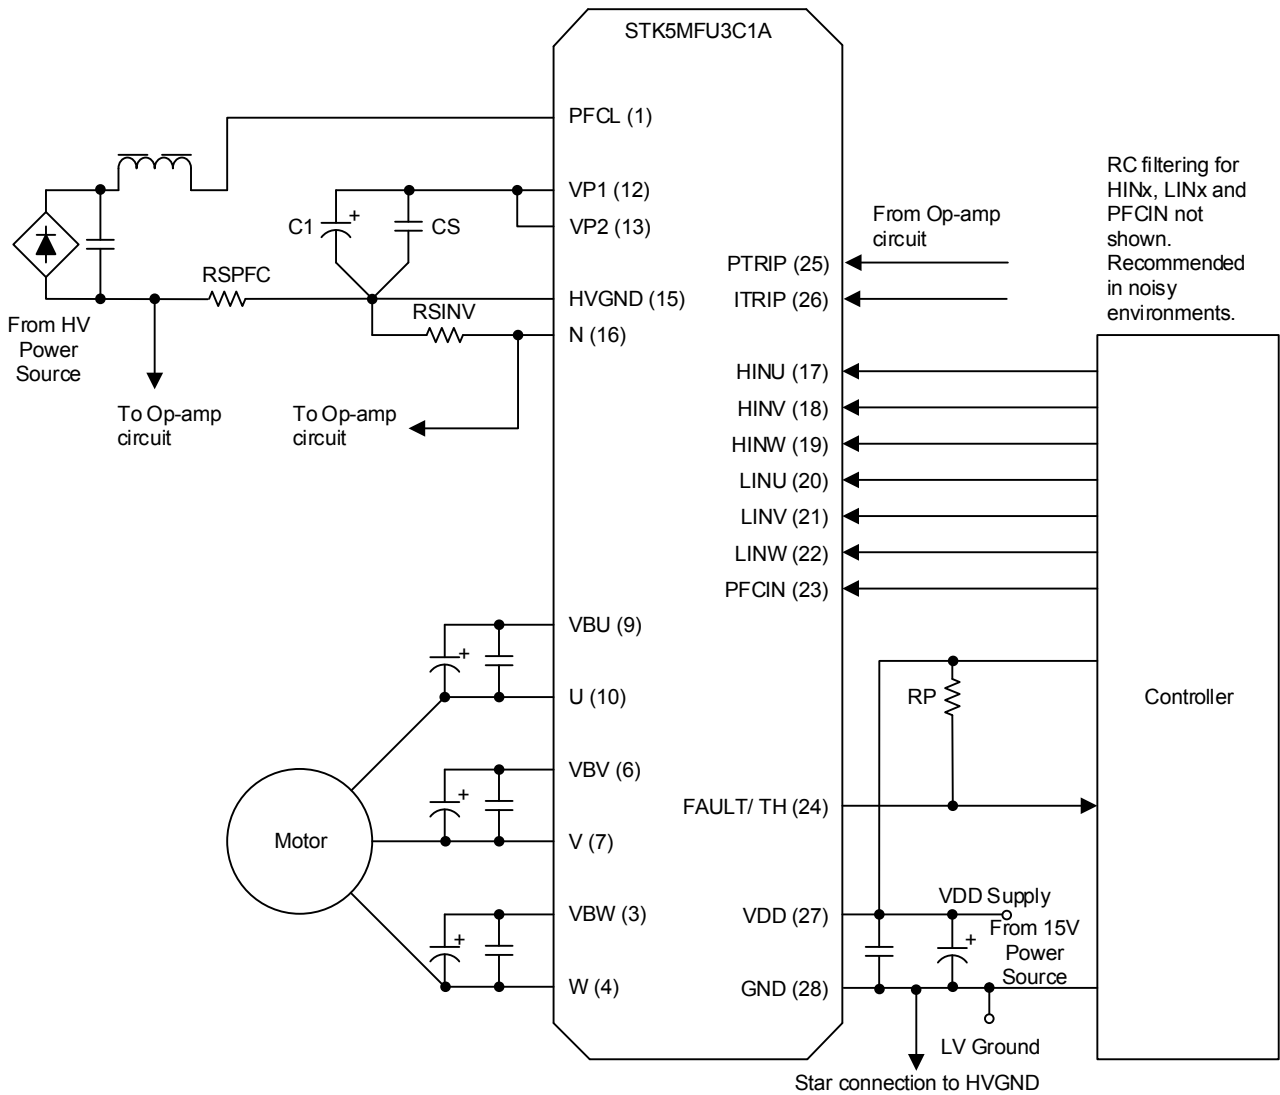 STK5MFU3C1A
PFCL (1)
VP1 (12)
VP2 (13)
C1
+
CS
RSPFC
HVGND (15)
RSINV
N (16)
From HV
Power
Source
To Op-amp
circuit
To Op-amp
circuit
VBU (9)
+
U (10)
VBV (6)
+
V (7)
VBW (3)
+
W (4)
Motor
From Op-amp
circuit
PTRIP (25)
ITRIP (26)
HINU (17)
HINV (18)
HINW (19)
LINU (20)
LINV (21)
LINW (22)
PFCIN (23)
RP
FAULT/ TH (24)
VDD (27)
VDD Supply
+
From 15V
Power
Source
GND (28)
LV Ground
Star connection to HVGND
RC filtering for
HINx, LINx and
PFCIN not
shown.
Recommended
in noisy
environments.
Controller